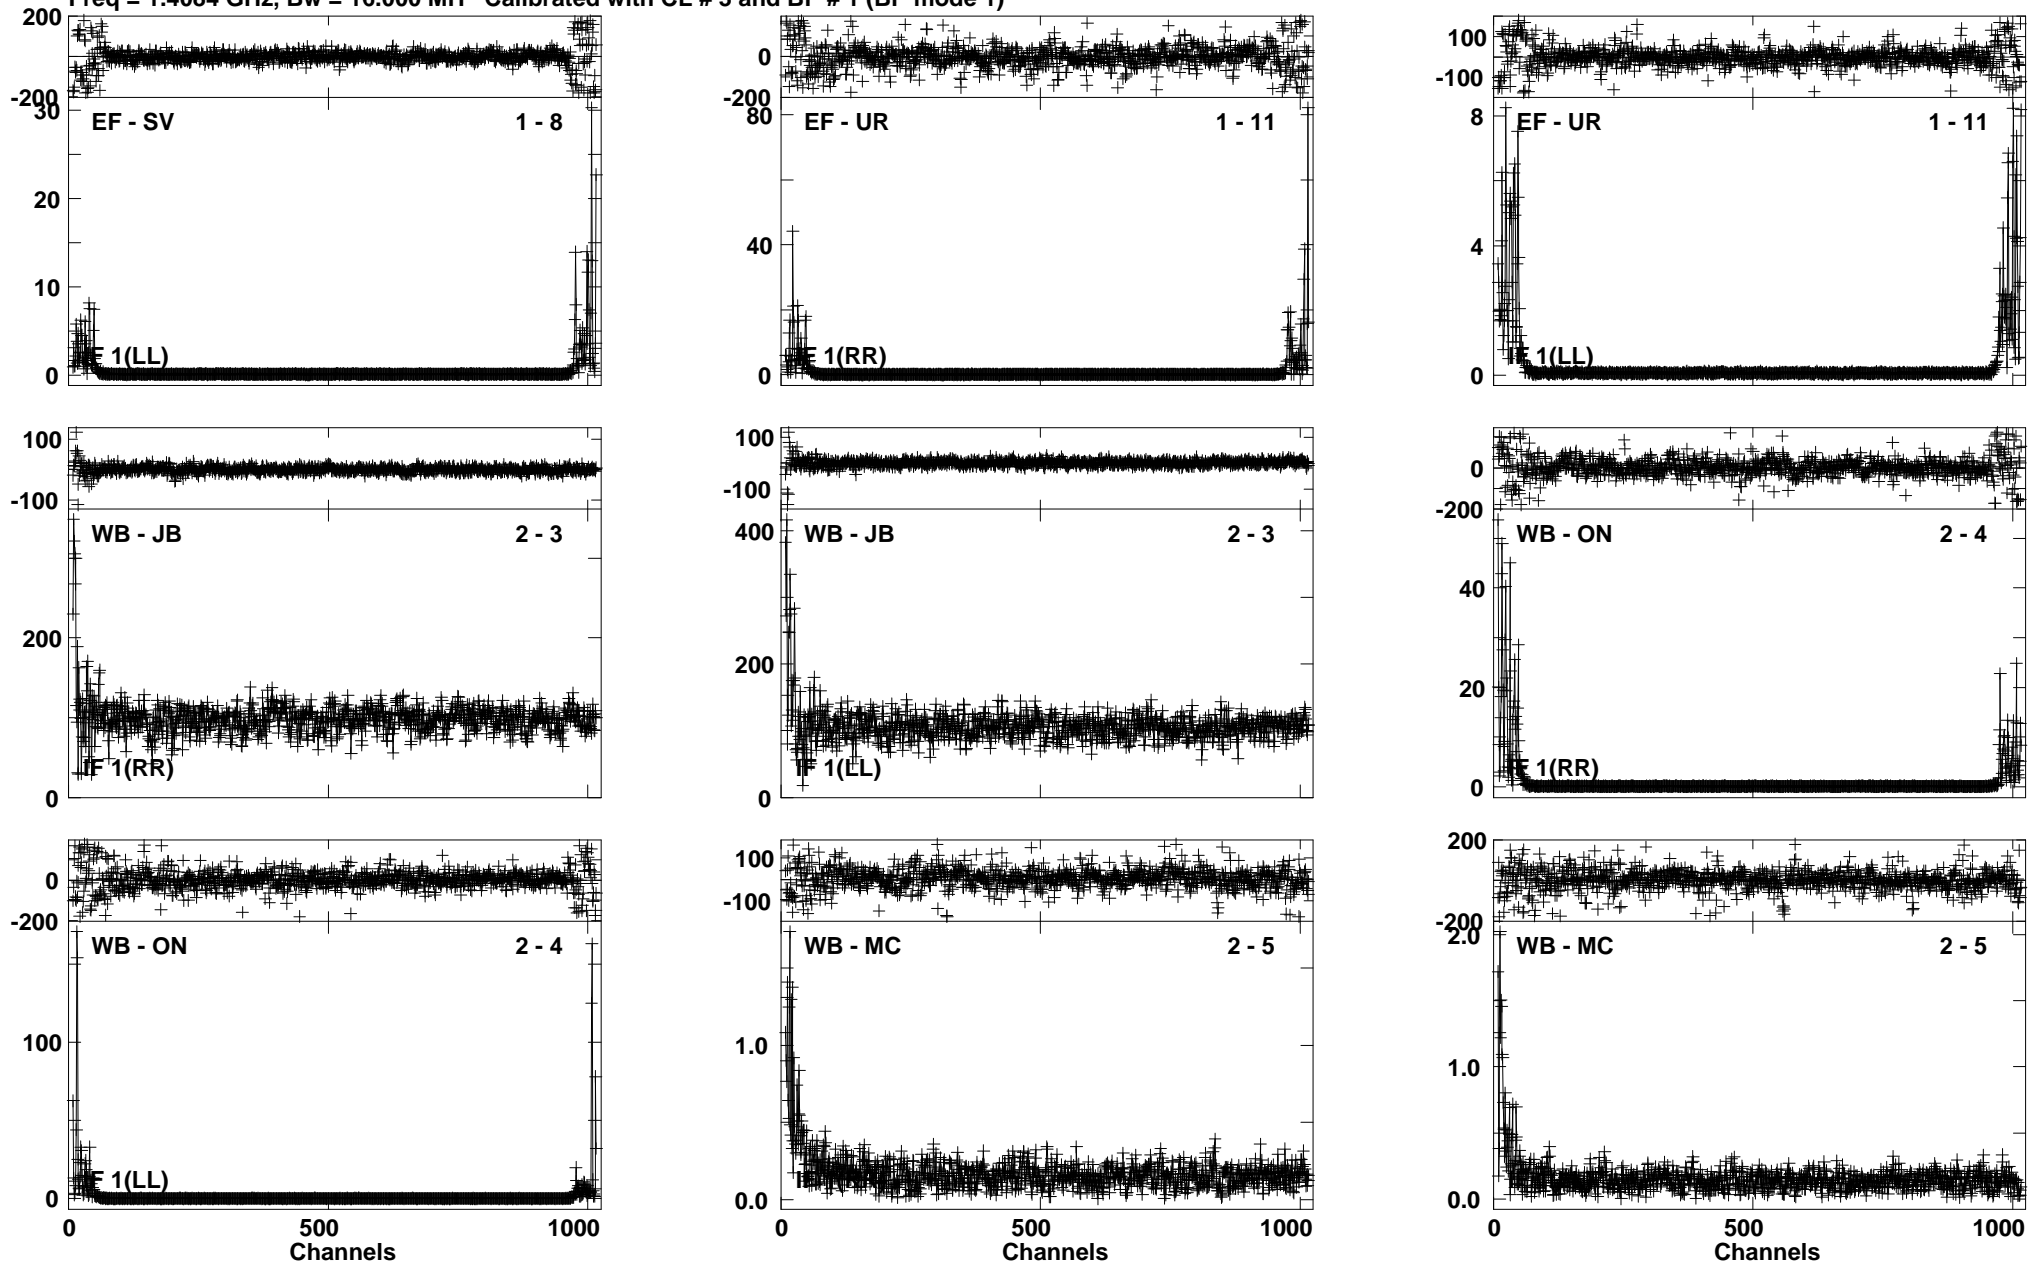 Freq = 1.4084 GHz, Bw = 16.000 MH Calibrated with CL # 3 and BP # 1 (BP mode 1)
200
-200
30
20
10
0
EF - SV 1 - 8
IF 1(LL)
0
-200
80
40
0
EF - UR 1 - 11
IF 1(RR)
100
-100
8
4
0
EF - UR 1 - 11
IF 1(LL)
100
-100
200
0
WB - JB 2 - 3
IF 1(RR)
100
-100
400
200
0
WB - JB 2 - 3
IF 1(LL)
0
-200
40
20
0
WB - ON 2 - 4
IF 1(RR)
0
-200
100
0
WB - ON 2 - 4
IF 1(LL)
0 500 1000
Channels
100
-100
1.0
0.0
WB - MC 2 - 5
0 500 1000
Channels
200
-200
2.0
1.0
0.0
WB - MC 2 - 5
0 500 1000
Channels